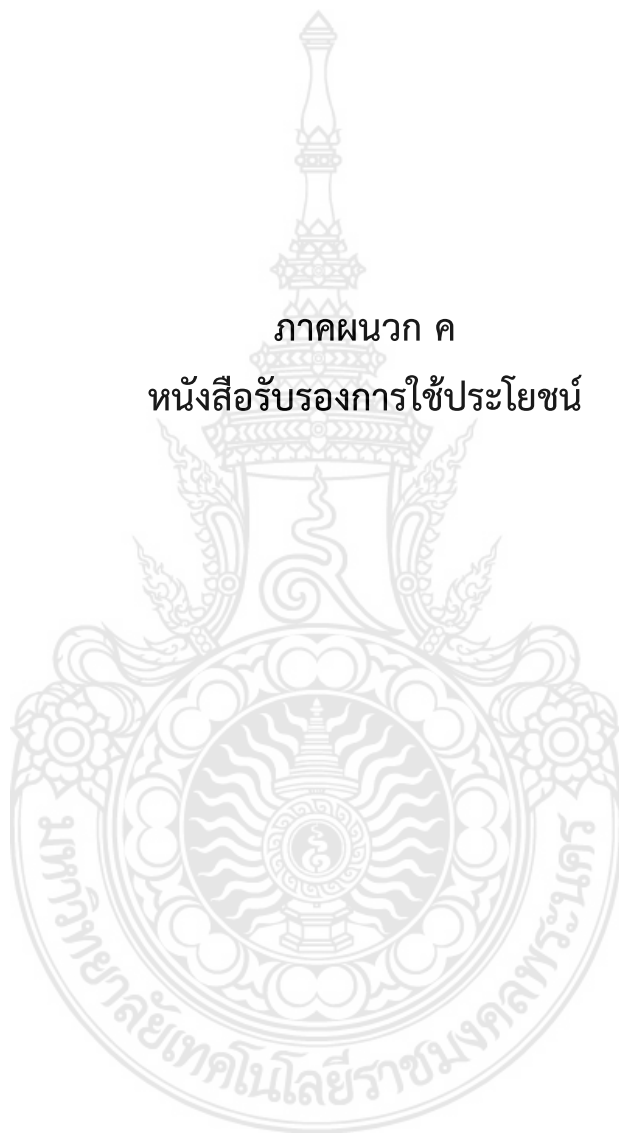 ภาคผนวก ค
หนังสือรับรองการใช้ประโยชน์
มหาวิทยาลัยเทคโนโลยีราชมงคลพระนคร